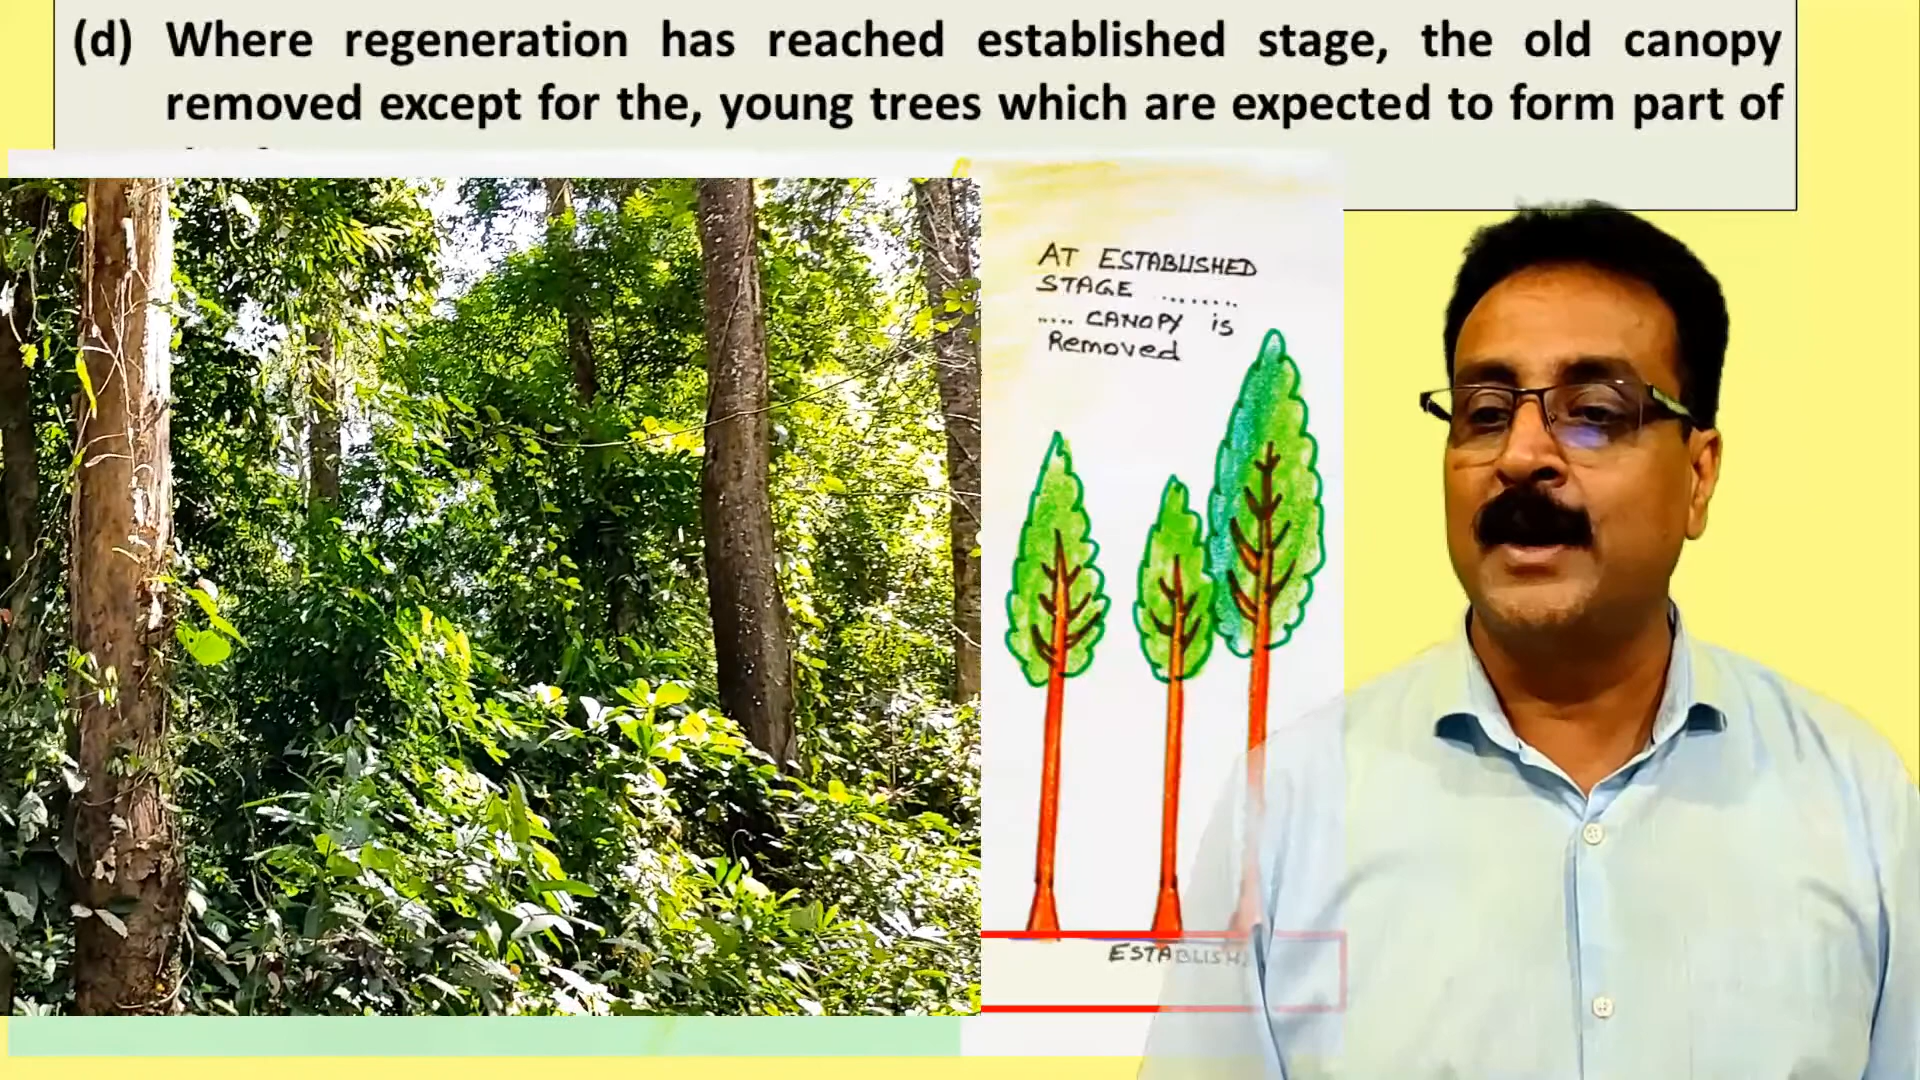 (d) Where regeneration has reached established stage, the old canopy
removed except for the, young trees which are expected to form part of
AT ESTABLISHED
STAGE ........
.... CANOPY is
Removed
ESTABLISH